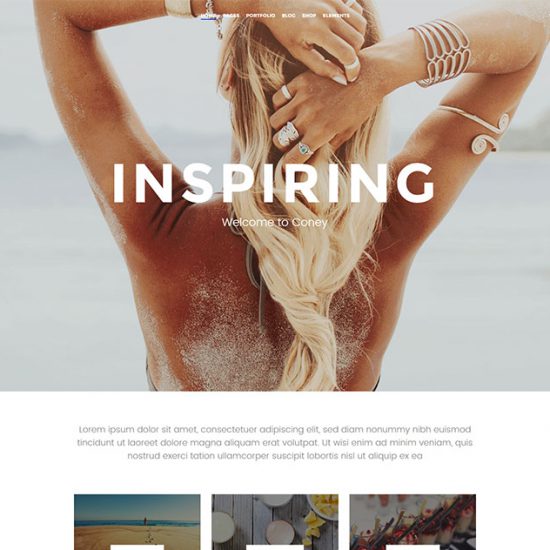 HOME PAGES PORTFOLIO BLOG SHOP ELEMENTS
INSPIRING
Welcome to Coney
Lorem ipsum dolor sit amet, consectetuer adipiscing elit, sed diam nonummy nibh euismod
tincidunt ut laoreet dolore magna aliquam erat volutpat. Ut wisi enim ad minim veniam, quis
nostrud exerci tation ullamcorper suscipit lobortis nisl ut aliquip ex ea